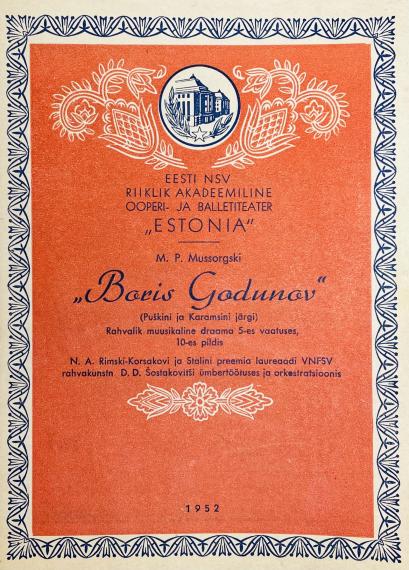 EESTI NSV
RIIKLIK AKADEEMILINE
OOPERI- JA BALLETITEATER
„ESTONIA"
M. P. Mussorgski
„Boris Godunov"
(Puškini ja Karamsini järgi)
Rahvalik muusikaline draama 5-es vaatuses,
10-es pildis
N. A. Rimski-Korsakovi ja Stalini preemia laureaadi VNFSV
rahvakunstn. D. D. Šostakovitši ümbertöötuses ja orkestratsioonis
1952